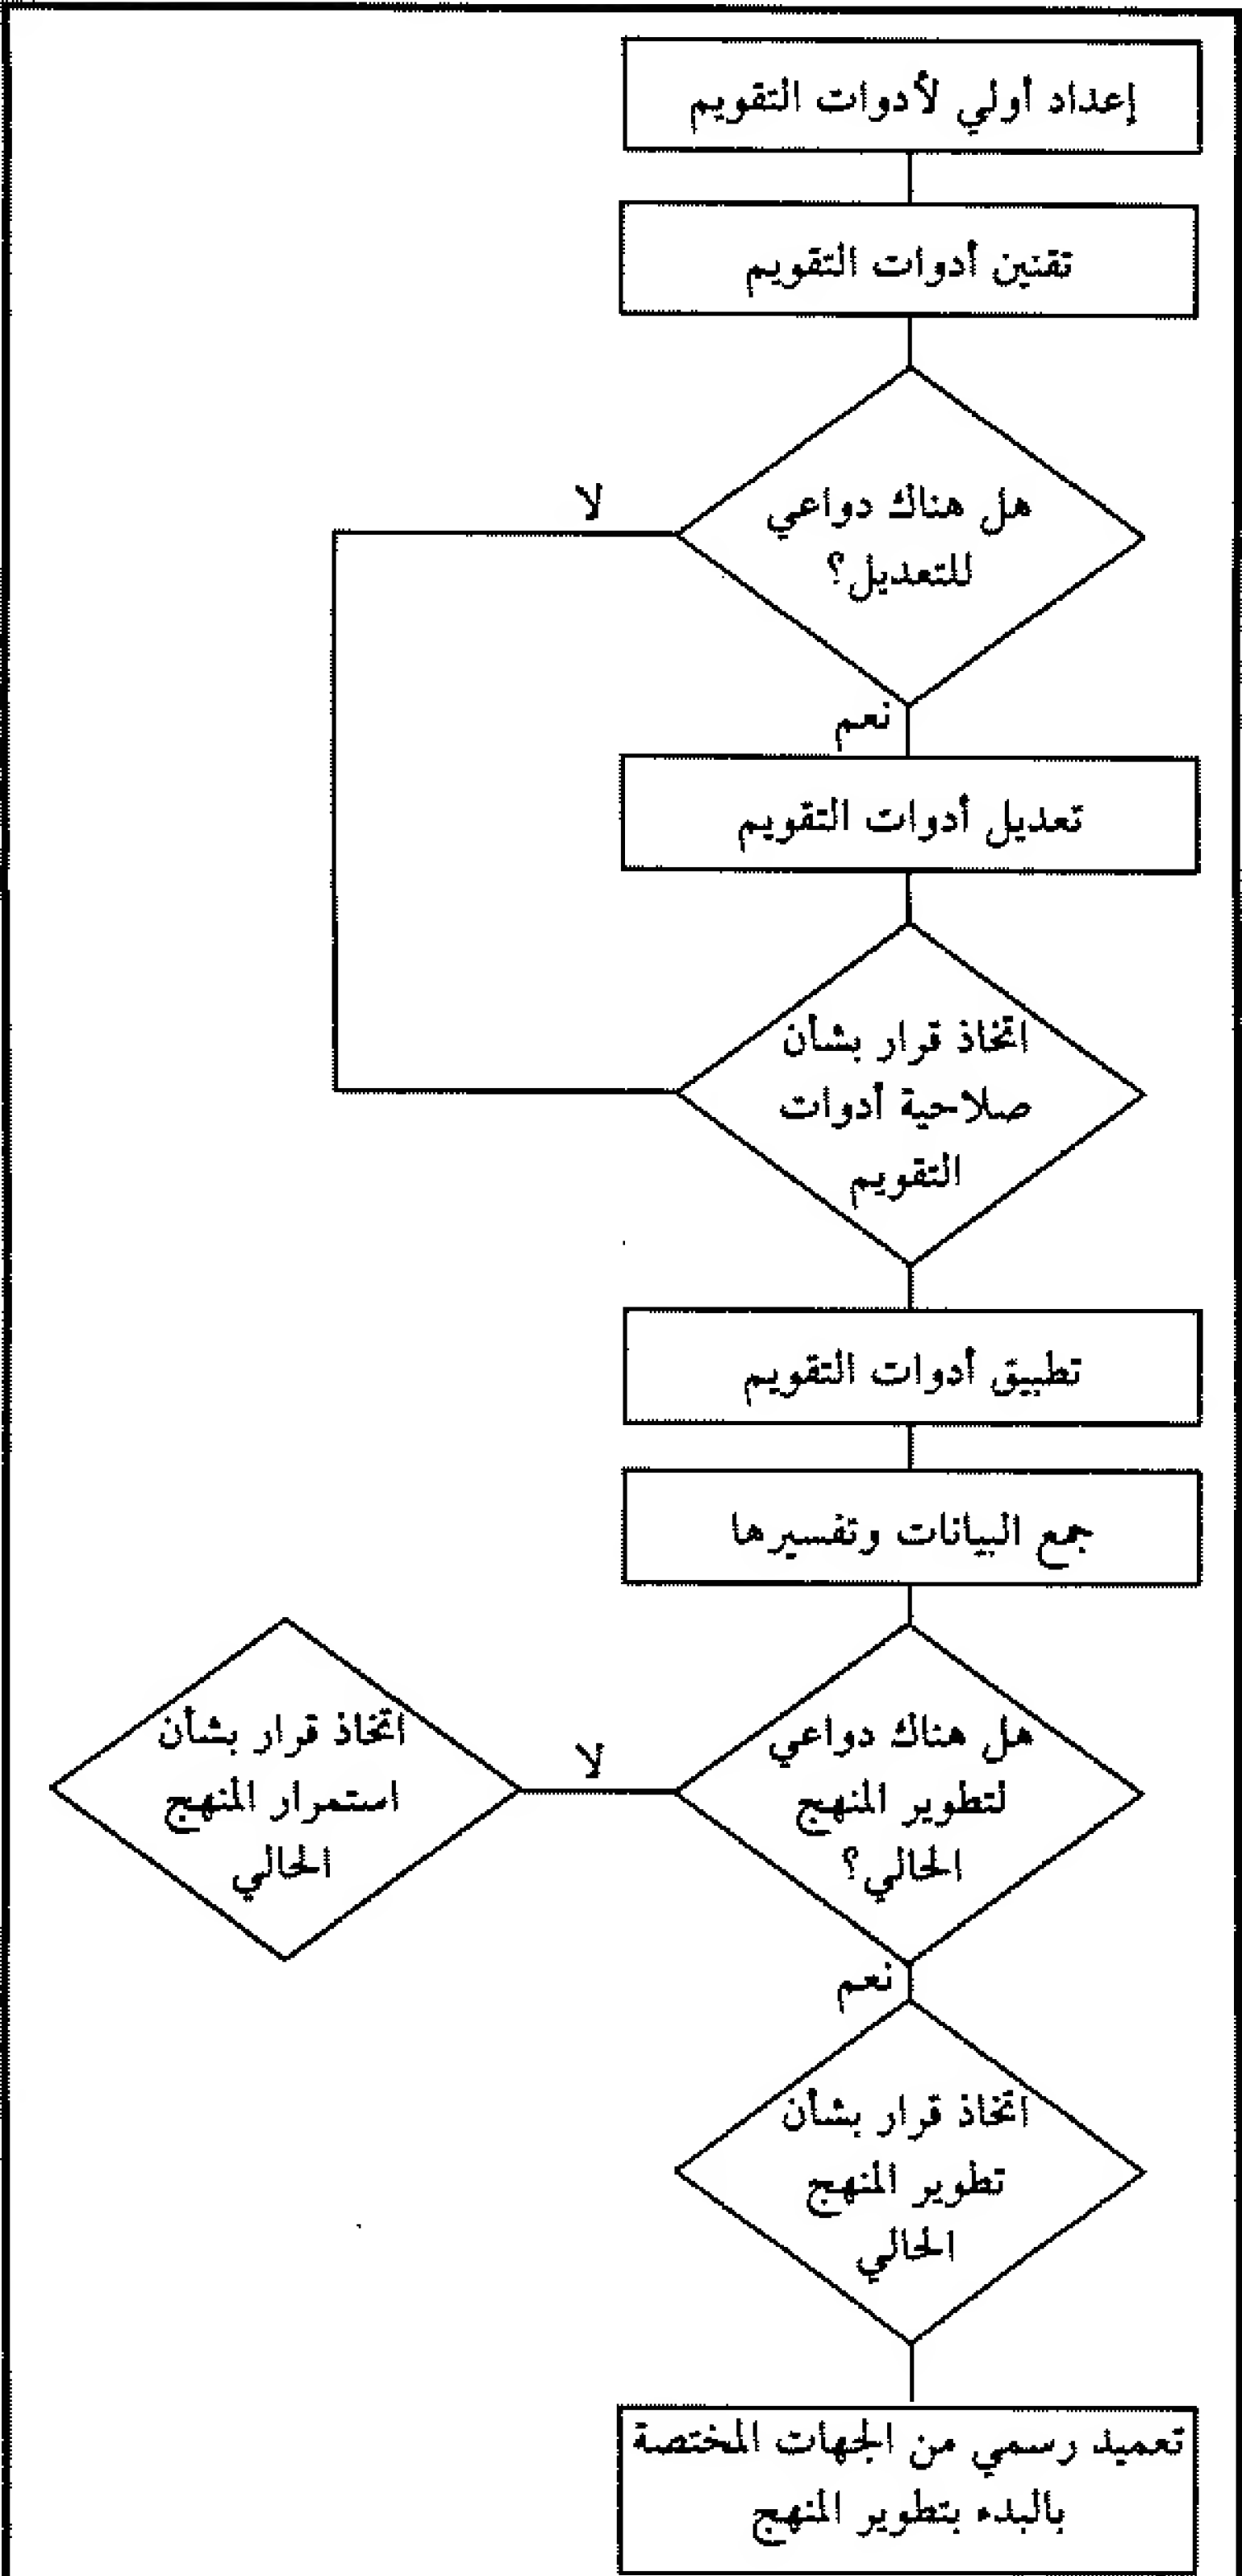 إعداد أولي لأدوات التقويم
تقنين أدوات التقويم
هل هناك دواعي
للتعديل؟
لا
نعم
تعديل أدوات التقويم
اتخاذ قرار بشأن
صلاحية أدوات
التقويم
تطبيق أدوات التقويم
جمع البيانات وتفسيرها
هل هناك دواعي
لتطوير المنهج
الحالي؟
لا
اتخاذ قرار بشأن
استمرار المنهج
الحالي
نعم
اتخاذ قرار بشأن
تطوير المنهج
الحالي
تعميد رسمي من الجهات المختصة
بالبدء بتطوير المنهج